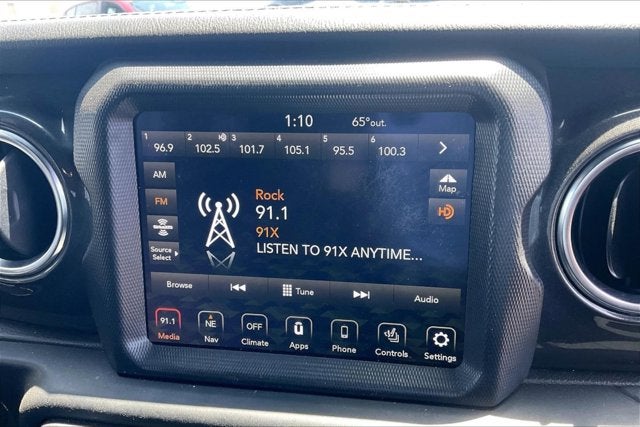 1:10 65°out.
1 96.9 2 102.5 HD 3 101.7 4 105.1 5 95.5 6 100.3
AM
Map
FM
HD
Rock
91.1
91X
LISTEN TO 91X ANYTIME...
Source
Select
Browse Tune Audio
91.1 NE OFF
Media Nav Climate Apps Phone Controls Settings